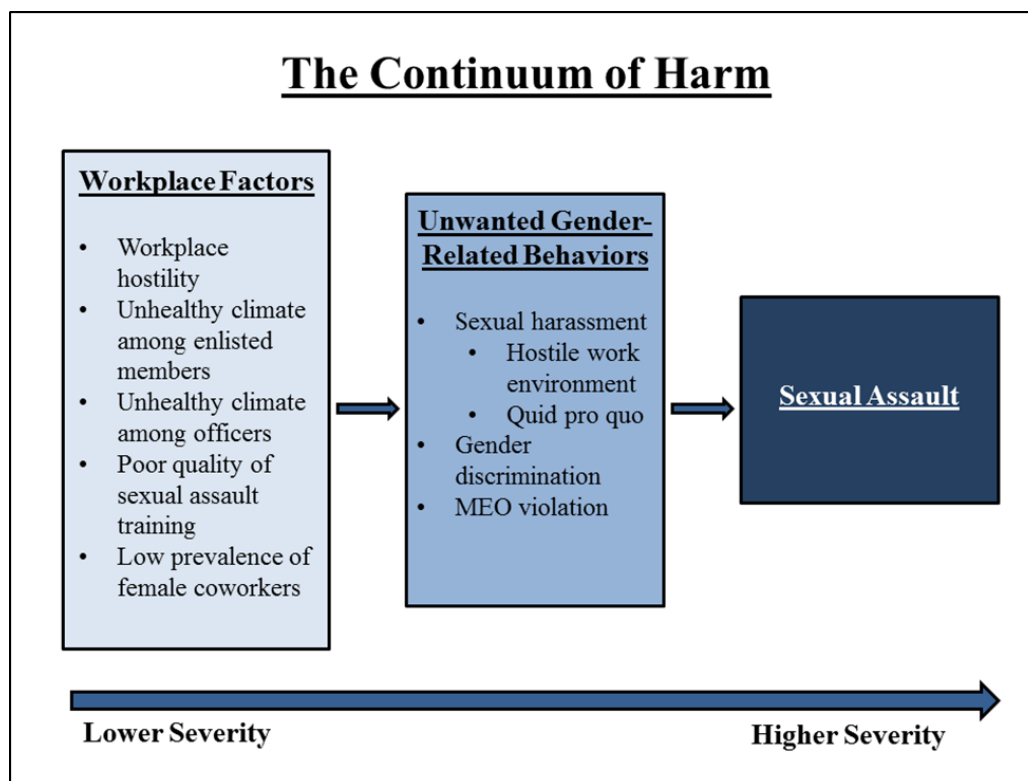 The Continuum of Harm
Workplace Factors
• Workplace
hostility
• Unhealthy climate
among enlisted
members
• Unhealthy climate
among officers
• Poor quality of
sexual assault
training
• Low prevalence of
female coworkers
Unwanted Gender-
Related Behaviors
• Sexual harassment
• Hostile work
environment
• Quid pro quo
• Gender
discrimination
• MEO violation
Sexual Assault
Lower Severity
Higher Severity